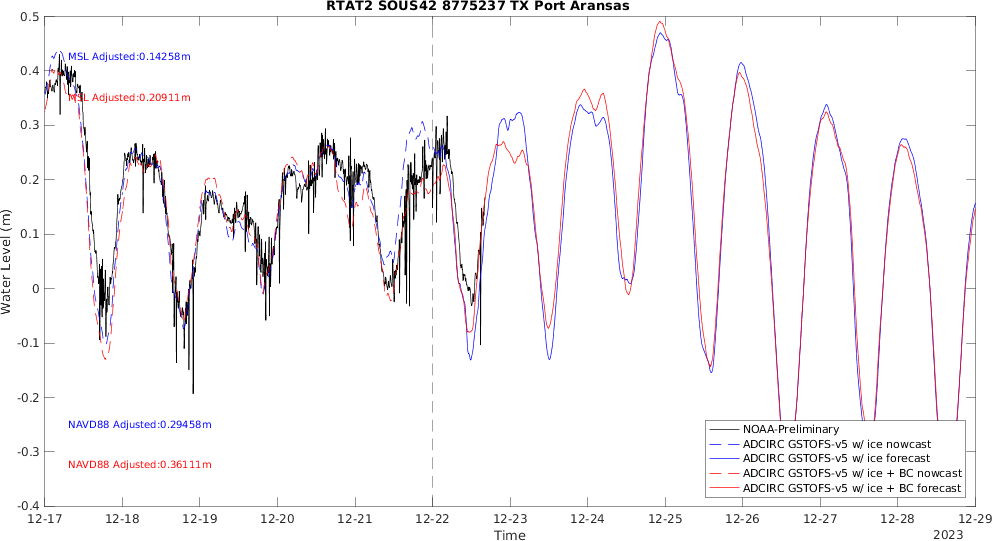 RTAT2 SOUS42 8775237 TX Port Aransas
0.5
0.4
0.3
0.2
0.1
0
-0.1
-0.2
-0.3
-0.4
Water Level (m)
MSL Adjusted:0.14258m
MSL Adjusted:0.20911m
NAVD88 Adjusted:0.29458m
NAVD88 Adjusted:0.36111m
NOAA-Preliminary
ADCIRC GSTOFS-v5 w/ ice nowcast
ADCIRC GSTOFS-v5 w/ ice forecast
ADCIRC GSTOFS-v5 w/ ice + BC nowcast
ADCIRC GSTOFS-v5 w/ ice + BC forecast
12-17 12-18 12-19 12-20 12-21 12-22 12-23 12-24 12-25 12-26 12-27 12-28 12-29
Time
2023